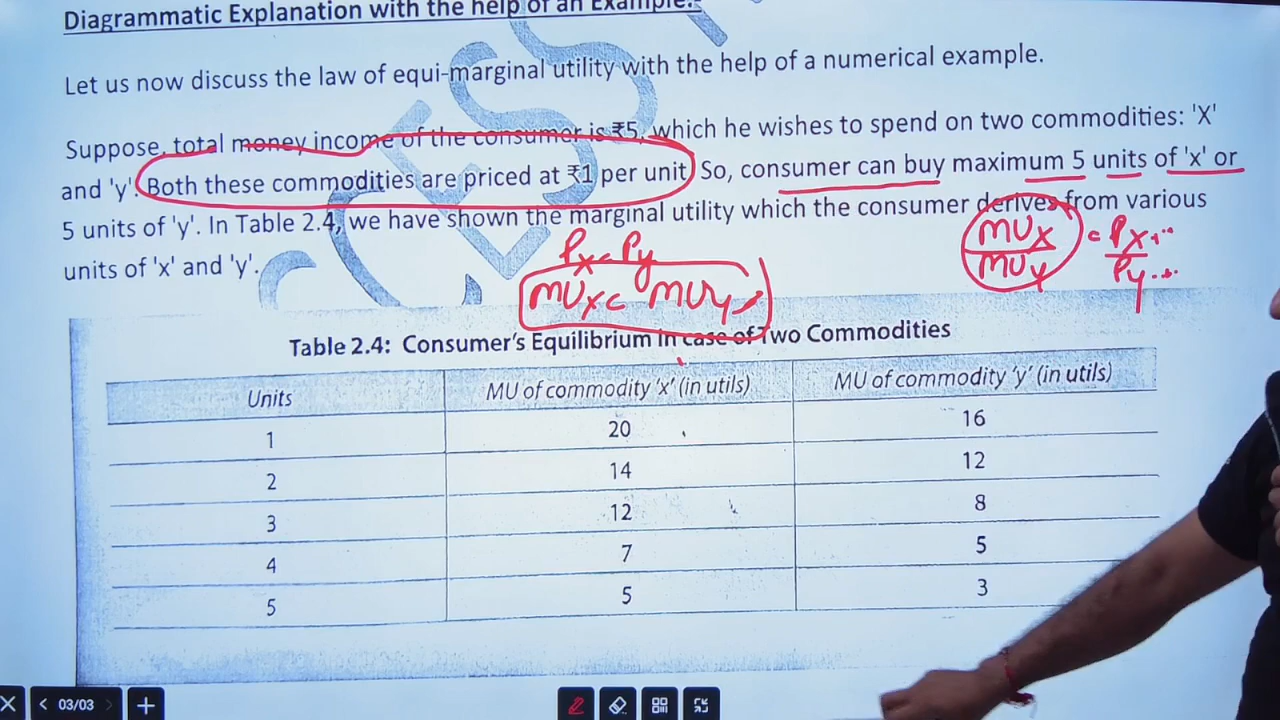 Diagrammatic Explanation with the help of an Example:-
Let us now discuss the law of equi-marginal utility with the help of a numerical example.
Suppose, total money income of the consumer is ₹5, which he wishes to spend on two commodities: 'X'
and 'y'. Both these commodities are priced at ₹1 per unit. So, consumer can buy maximum 5 units of 'x' or
5 units of 'y'. In Table 2.4, we have shown the marginal utility which the consumer derives from various
units of 'x' and 'y'.
Px = Py
MUx = MUy
MUx = Px
MUy Py
Table 2.4: Consumer's Equilibrium in case of Two Commodities
Units MU of commodity 'x' (in utils) MU of commodity 'y' (in utils)
1 20 16
2 14 12
3 12 8
4 7 5
5 5 3
03/03